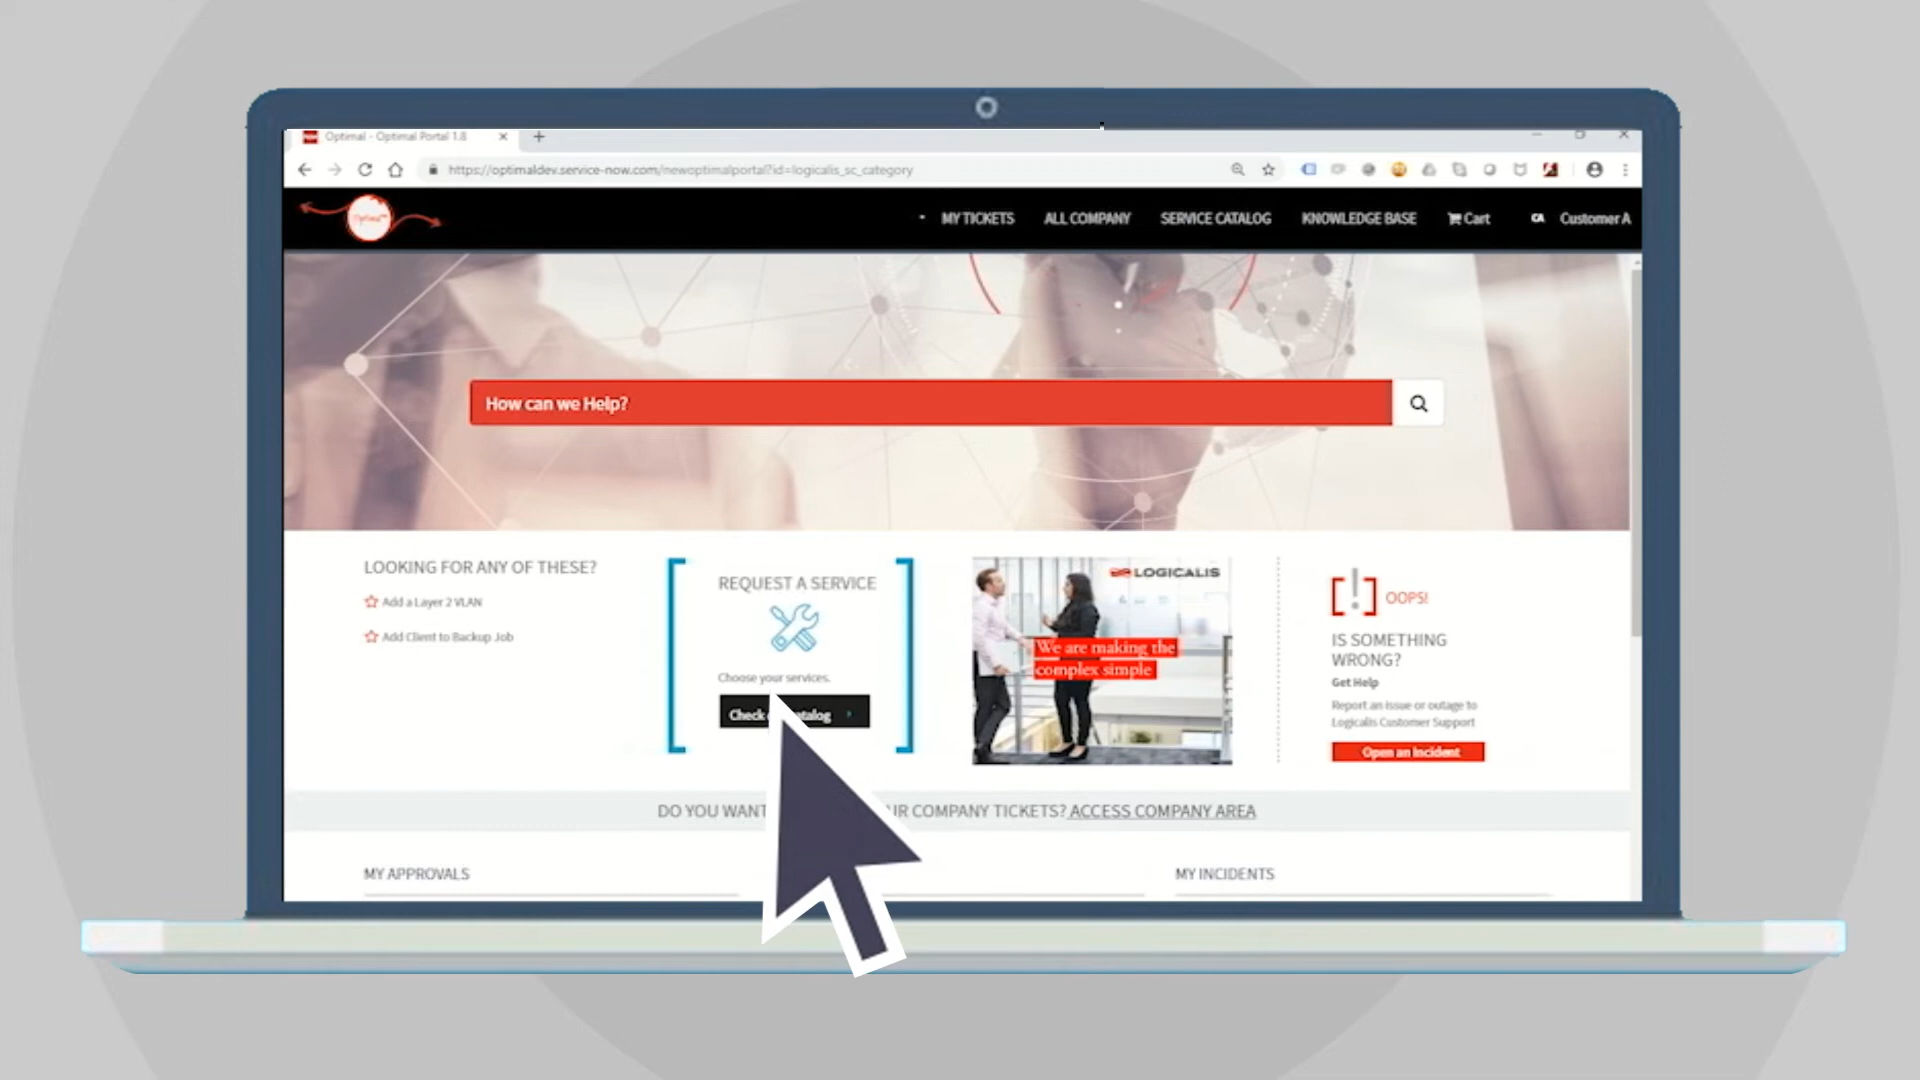 Optimal - Optimal Portal 1.8
https://optimaldev.service-now.com/newoptimalportal?id=logicalis_sc_category
Optimal
MY TICKETS ALL COMPANY SERVICE CATALOG KNOWLEDGE BASE Cart CA Customer A
How can we Help?
LOOKING FOR ANY OF THESE?
Add a Layer 2 VLAN
Add Client to Backup Job
REQUEST A SERVICE
Choose your services.
Check
LOGICALIS
We are making the
complex simple
OOPS!
IS SOMETHING
WRONG?
Get Help
Report an issue or outage to
Logicalis Customer Support
Open an Incident
DO YOU WANT COMPANY TICKETS? ACCESS COMPANY AREA
MY APPROVALS
MY INCIDENTS